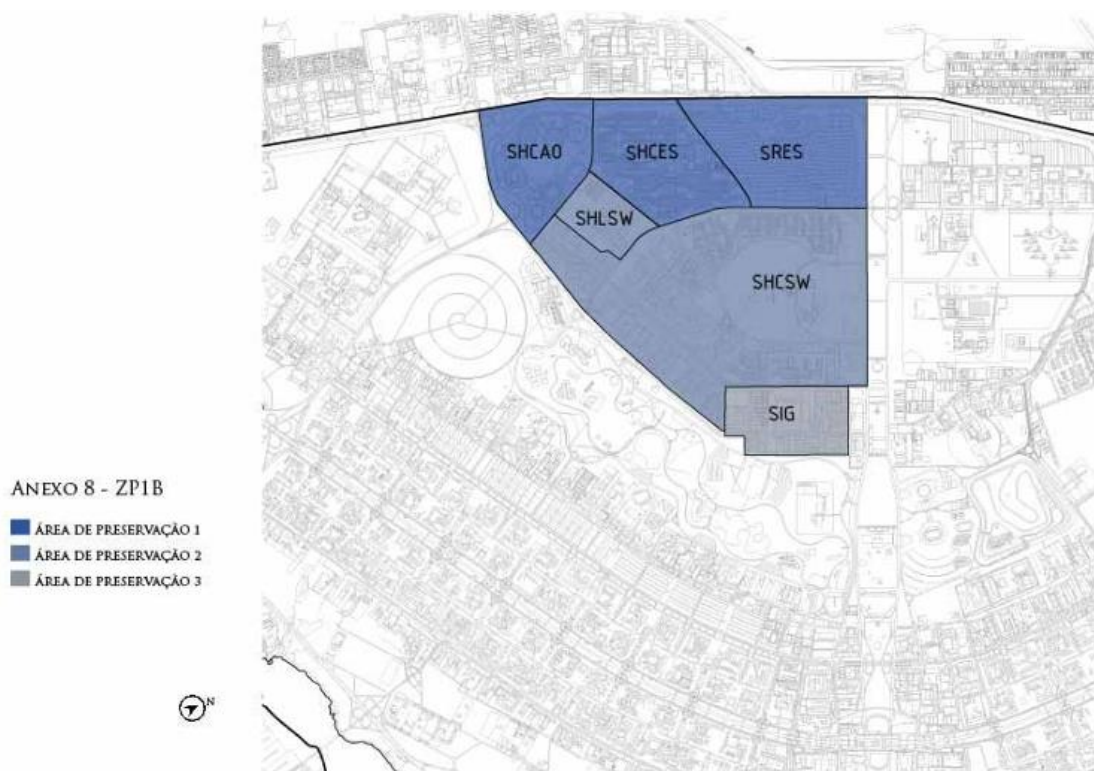 SHCAO
SHCES
SRES
SHLSW
SHCSW
SIG
ANEXO 8 - ZP1B
ÁREA DE PRESERVAÇÃO 1
ÁREA DE PRESERVAÇÃO 2
ÁREA DE PRESERVAÇÃO 3
N